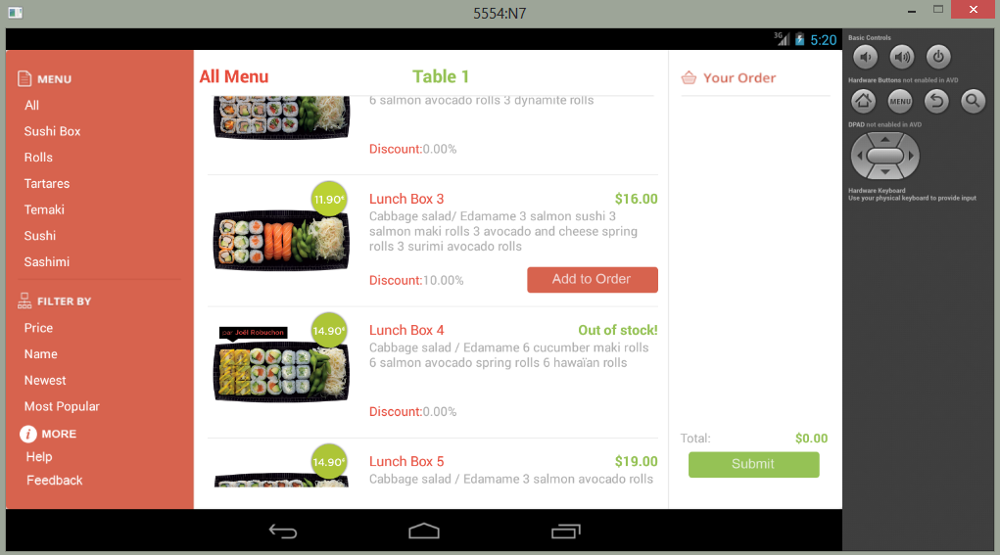 5554:N7
3G 5:20
MENU
All
Sushi Box
Rolls
Tartares
Temaki
Sushi
Sashimi
FILTER BY
Price
Name
Newest
Most Popular
i MORE
Help
Feedback
All Menu
Table 1
6 salmon avocado rolls 3 dynamite rolls
Discount:0.00%
11.90€
Lunch Box 3
$16.00
Cabbage salad/ Edamame 3 salmon sushi 3
salmon maki rolls 3 avocado and cheese spring
rolls 3 surimi avocado rolls
Discount:10.00%
Add to Order
par Joël Robuchon
14.90€
Lunch Box 4
Out of stock!
Cabbage salad / Edamame 6 cucumber maki rolls
6 salmon avocado spring rolls 6 hawaïan rolls
Discount:0.00%
14.90€
Lunch Box 5
$19.00
Cabbage salad / Edamame 3 salmon avocado rolls
Your Order
Total:
$0.00
Submit
Basic Controls
Hardware Buttons not enabled in AVD
MENU
DPAD not enabled in AVD
Hardware Keyboard
Use your physical keyboard to provide input